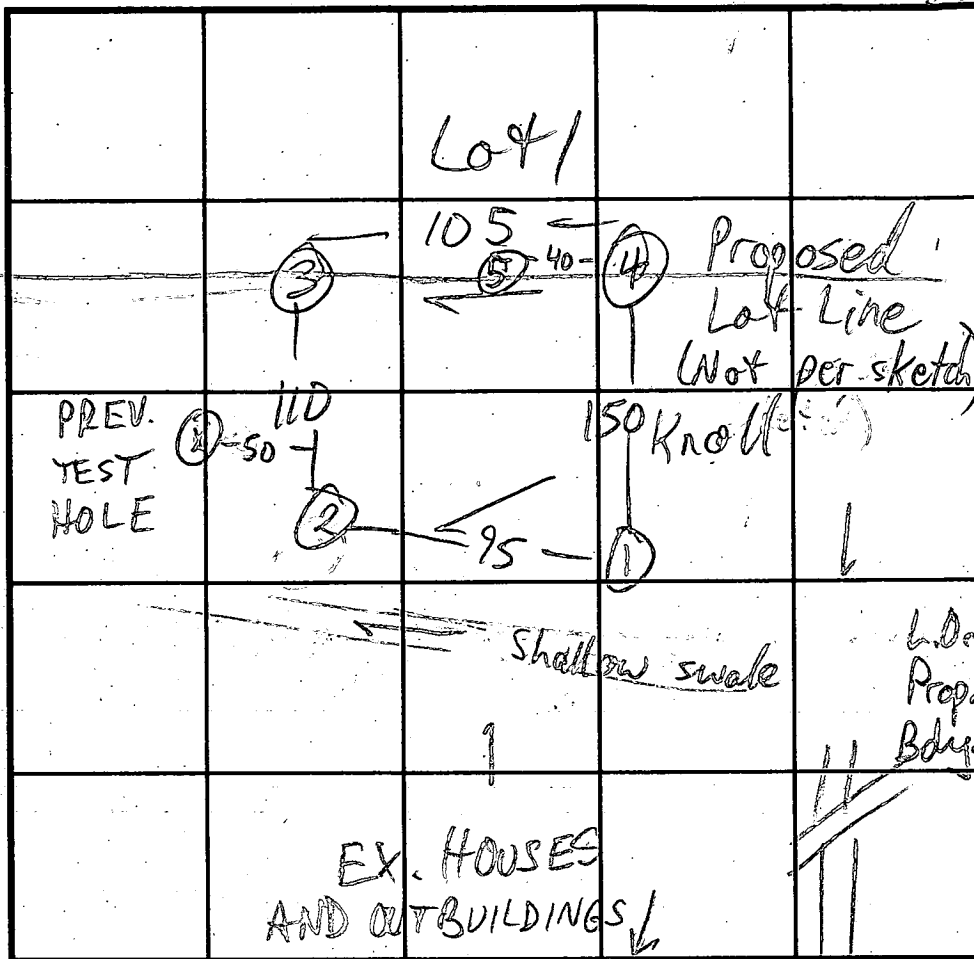 Lot 1
105
3
5
40
4
Proposed
Lot Line
(Not per sketch)
PREV.
TEST
HOLE
50
110
150
Knoll
2
95
1
Shallow swale
Prop.
Bdy.
EX. HOUSES
AND OUTBUILDINGS